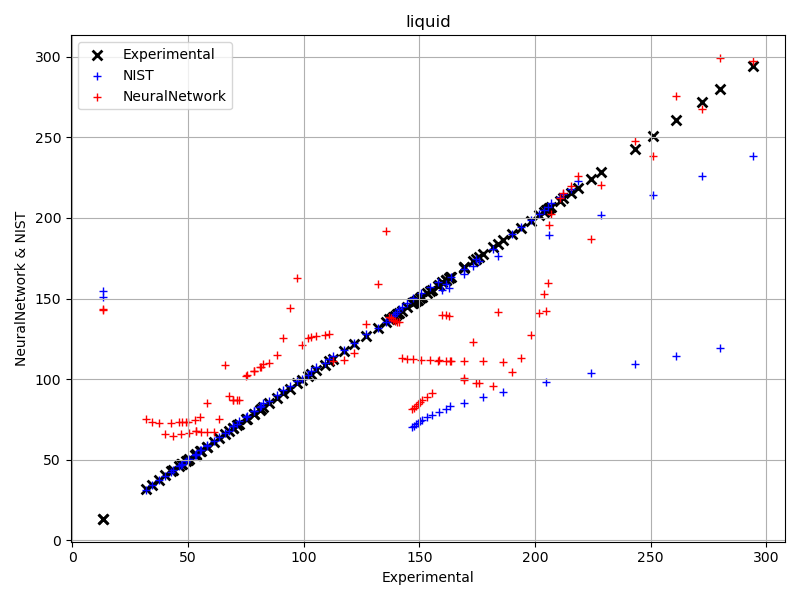 liquid
Experimental
NIST
NeuralNetwork
NeuralNetwork & NIST
300
250
200
150
100
50
0
0 50 100 150 200 250 300
Experimental